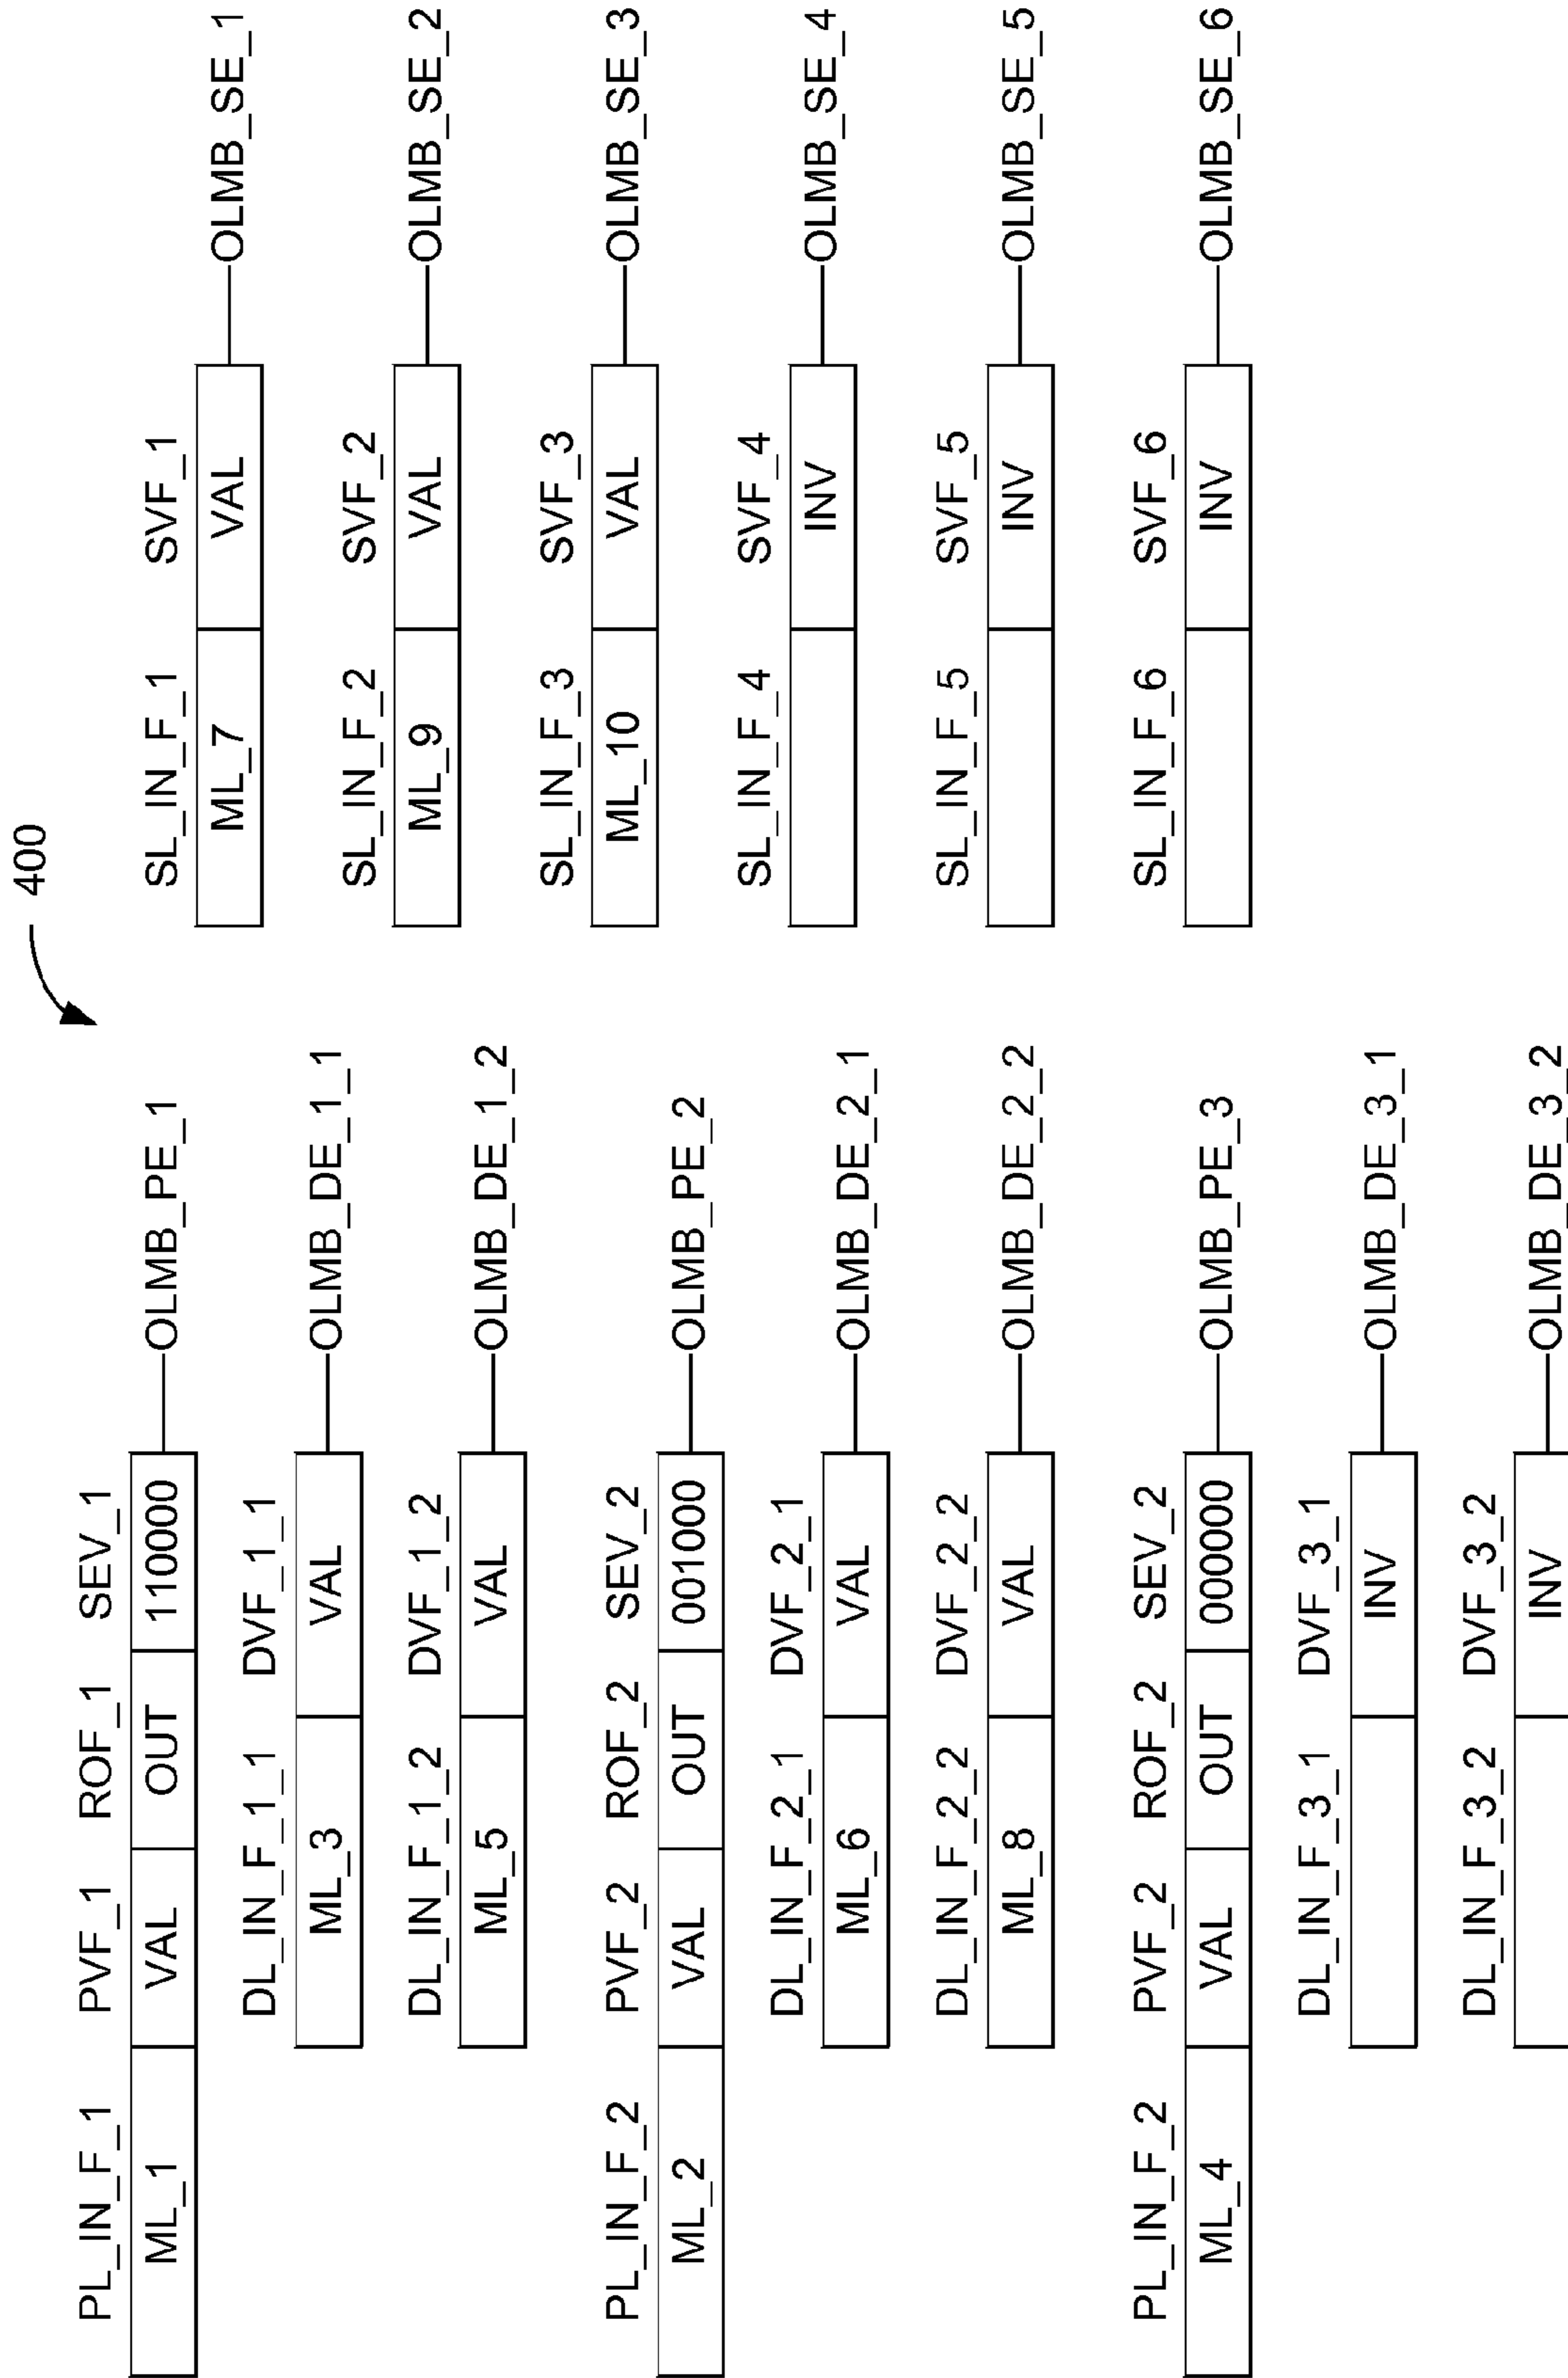 400
PL_IN_F_1 PVF_1 ROF_1 SEV_1
ML_1 VAL OUT 110000 OLMB_PE_1
DL_IN_F_1_1 DVF_1_1
ML_3 VAL OLMB_DE_1_1
DL_IN_F_1_2 DVF_1_2
ML_5 VAL OLMB_DE_1_2
PL_IN_F_2 PVF_2 ROF_2 SEV_2
ML_2 VAL OUT 001000 OLMB_PE_2
DL_IN_F_2_1 DVF_2_1
ML_6 VAL OLMB_DE_2_1
DL_IN_F_2_2 DVF_2_2
ML_8 VAL OLMB_DE_2_2
PL_IN_F_2 PVF_2 ROF_2 SEV_2
ML_4 VAL OUT 000000 OLMB_PE_3
DL_IN_F_3_1 DVF_3_1
INV OLMB_DE_3_1
DL_IN_F_3_2 DVF_3_2
INV OLMB_DE_3_2
SL_IN_F_1 SVF_1
ML_7 VAL OLMB_SE_1
SL_IN_F_2 SVF_2
ML_9 VAL OLMB_SE_2
SL_IN_F_3 SVF_3
ML_10 VAL OLMB_SE_3
SL_IN_F_4 SVF_4
INV OLMB_SE_4
SL_IN_F_5 SVF_5
INV OLMB_SE_5
SL_IN_F_6 SVF_6
INV OLMB_SE_6